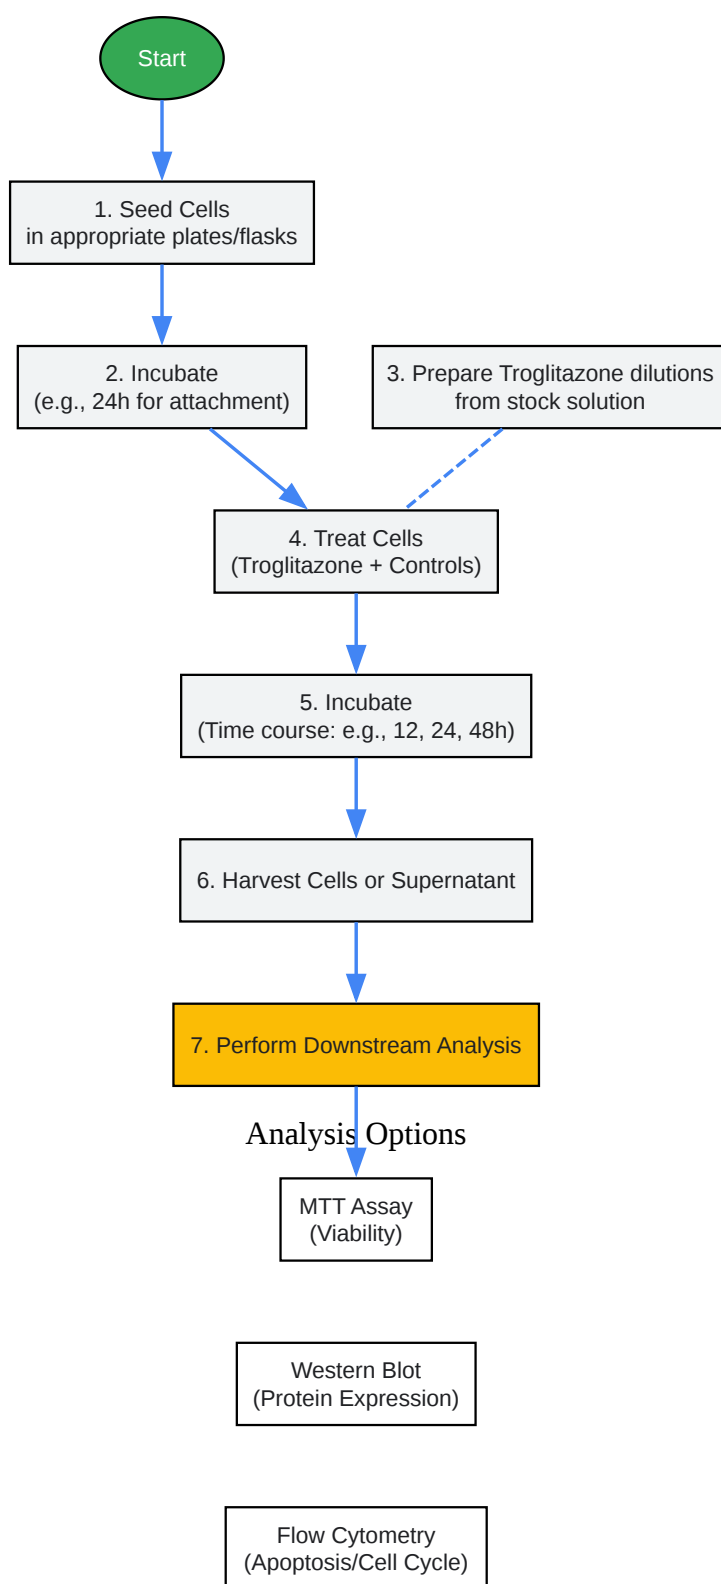 Start
1. Seed Cells
in appropriate plates/flasks
2. Incubate
(e.g., 24h for attachment)
3. Prepare Troglitazone dilutions
from stock solution
4. Treat Cells
(Troglitazone + Controls)
5. Incubate
(Time course: e.g., 12, 24, 48h)
6. Harvest Cells or Supernatant
7. Perform Downstream Analysis
Analysis Options
MTT Assay
(Viability)
Western Blot
(Protein Expression)
Flow Cytometry
(Apoptosis/Cell Cycle)